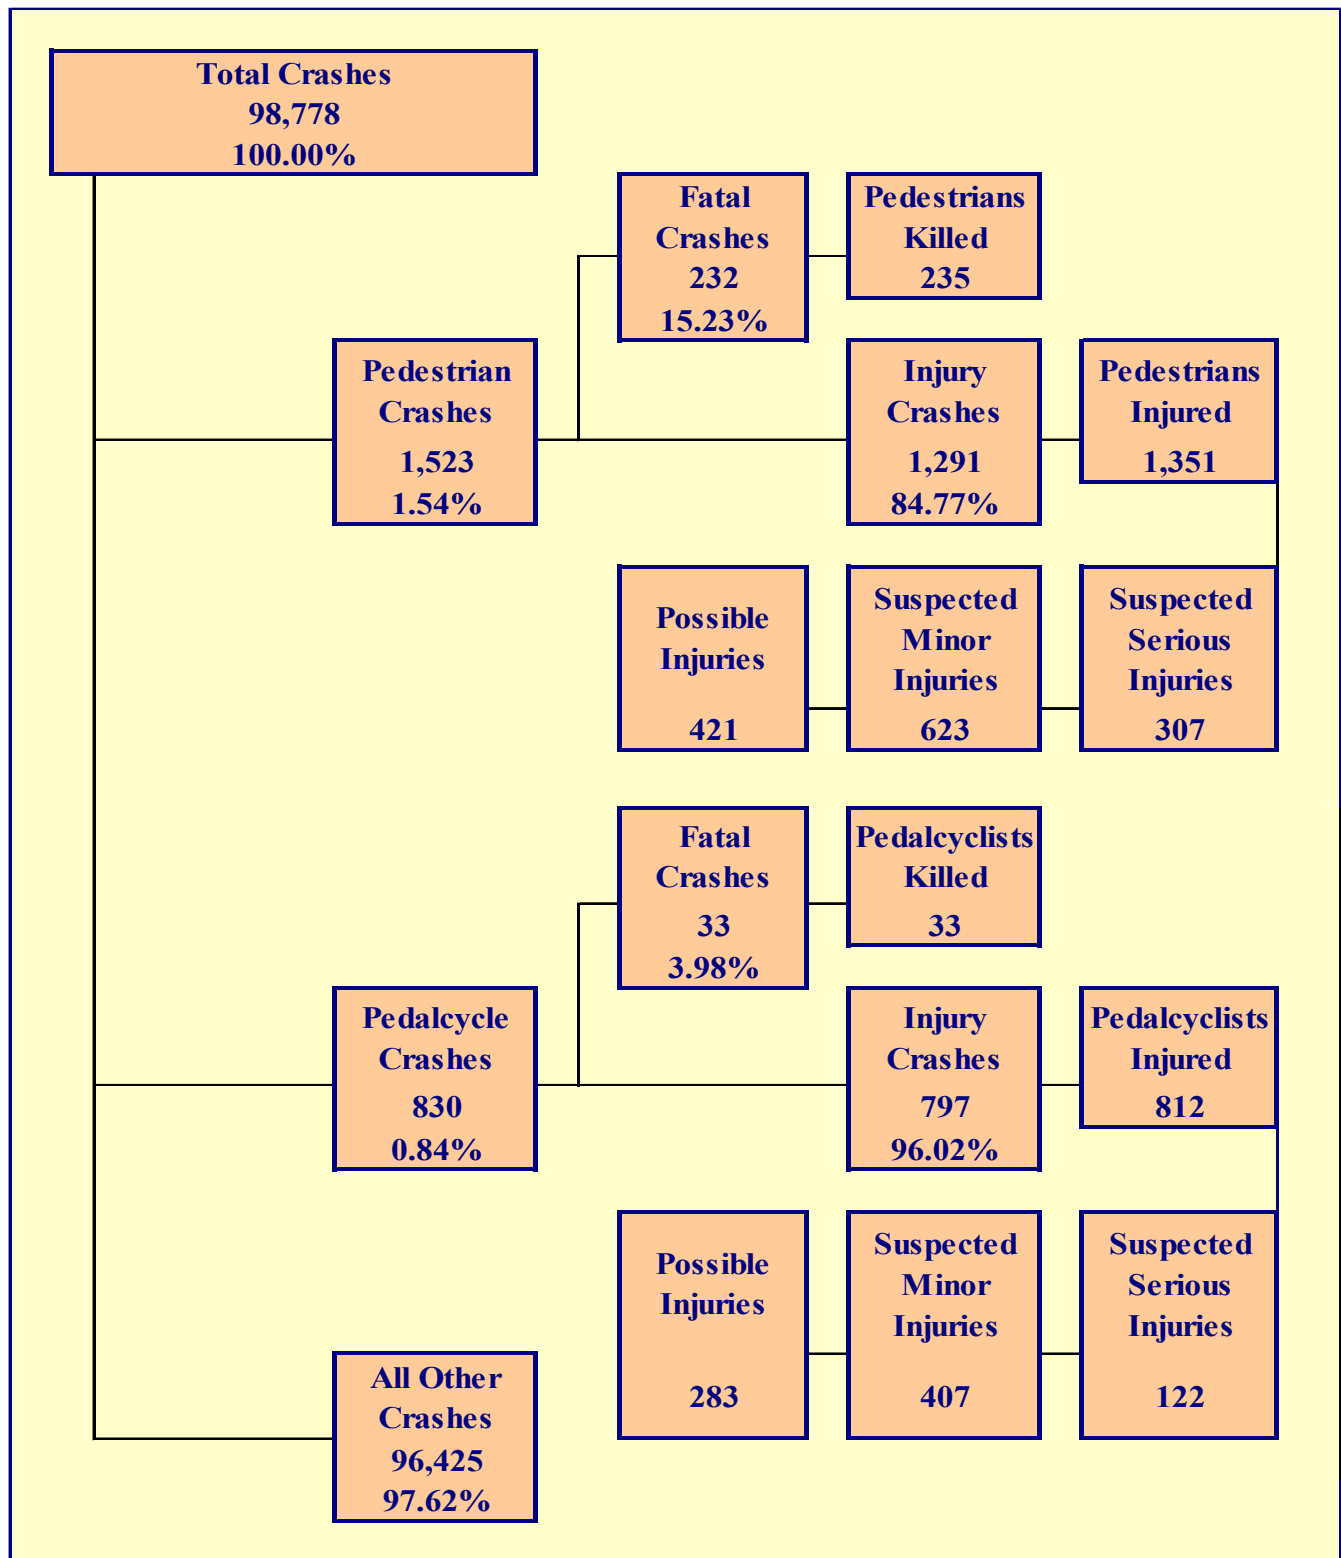 Total Crashes
98,778
100.00%
Fatal
Crashes
232
15.23%
Pedestrians
Killed
235
Pedestrian
Crashes
1,523
1.54%
Injury
Crashes
1,291
84.77%
Pedestrians
Injured
1,351
Possible
Injuries
421
Suspected
Minor
Injuries
623
Suspected
Serious
Injuries
307
Fatal
Crashes
33
3.98%
Pedalcyclists
Killed
33
Pedalcycle
Crashes
830
0.84%
Injury
Crashes
797
96.02%
Pedalcyclists
Injured
812
Possible
Injuries
283
Suspected
Minor
Injuries
407
Suspected
Serious
Injuries
122
All Other
Crashes
96,425
97.62%